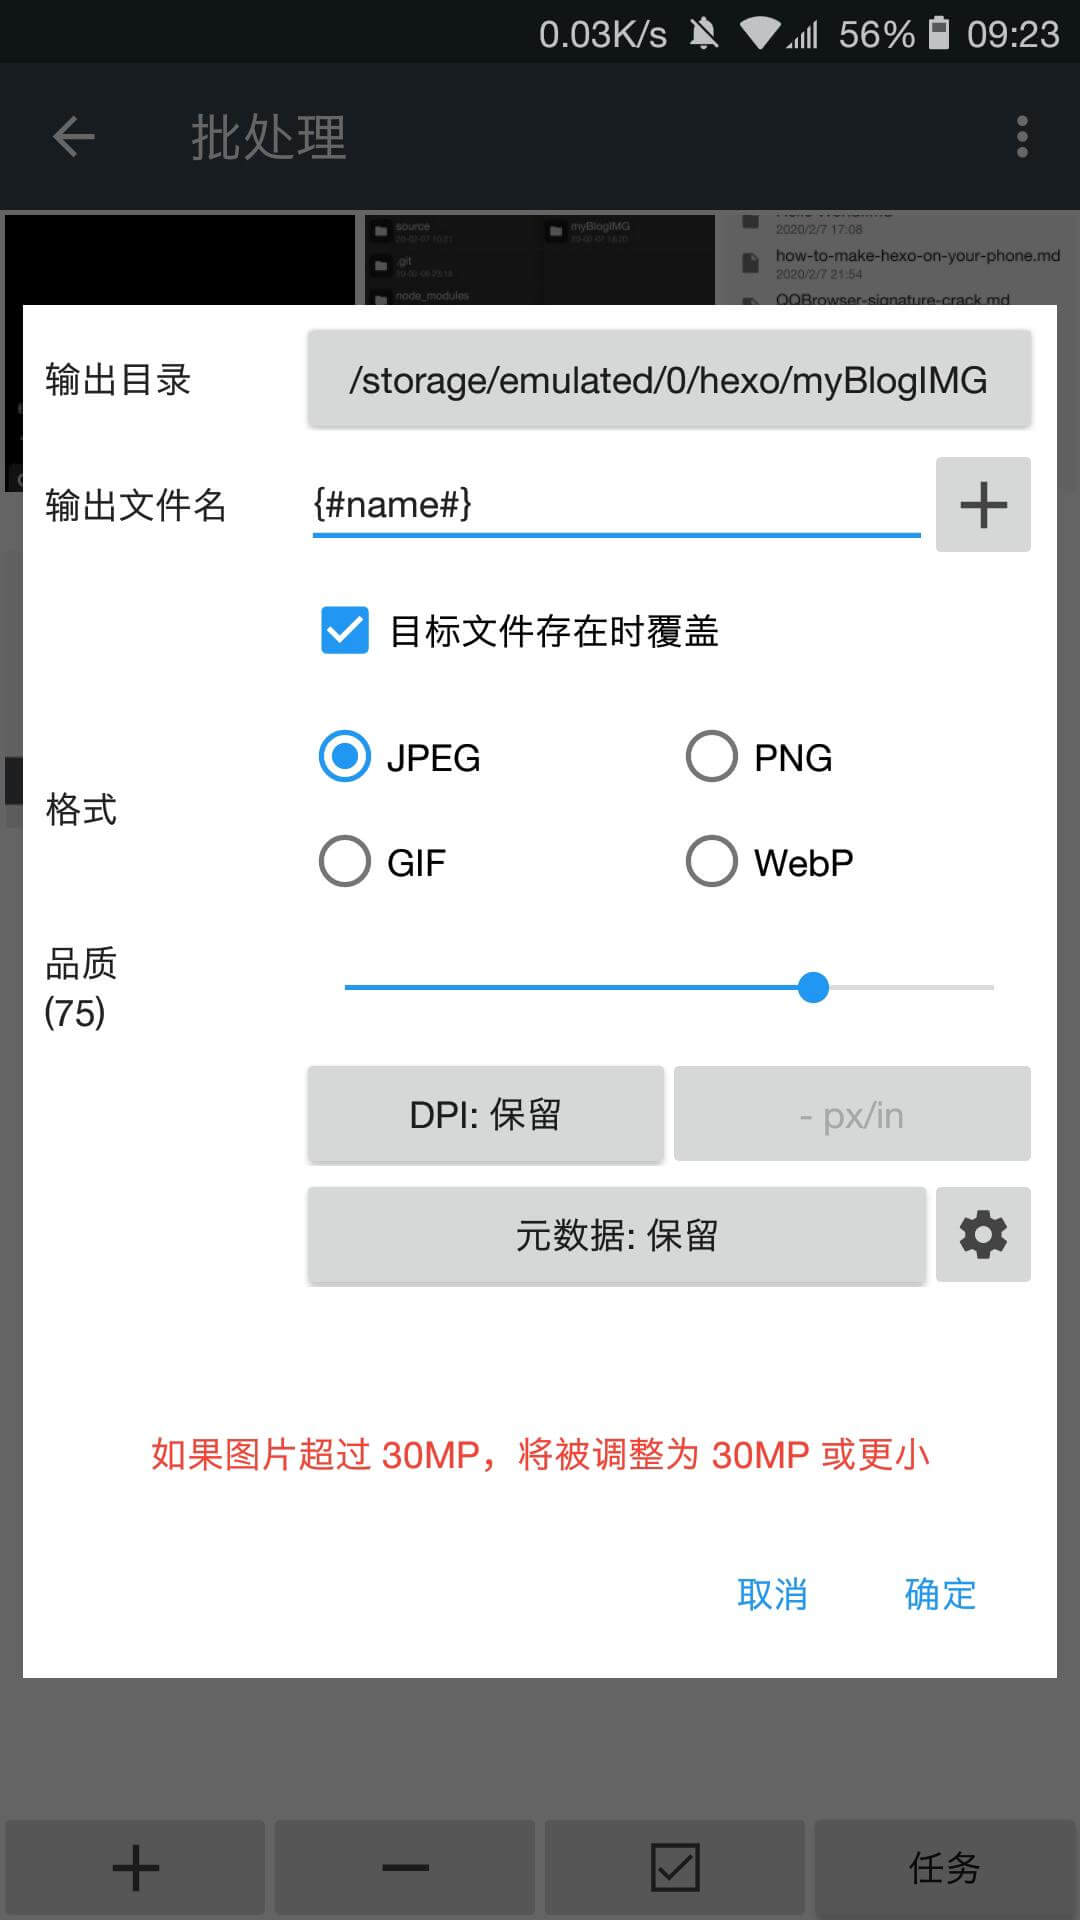 0.03K/s 56% 09:23
批处理
source
myBlogIMG
2020/2/7 17:08
.git
how-to-make-hexo-on-your-phone.md
2020/2/7 21:54
node_modules
QQBrowser-signature-crack.md
输出目录 /storage/emulated/0/hexo/myBlogIMG
输出文件名 {#name#}
目标文件存在时覆盖
格式
JPEG PNG
GIF WebP
品质
(75)
DPI: 保留 - px/in
元数据: 保留
如果图片超过 30MP，将被调整为 30MP 或更小
取消 确定
任务